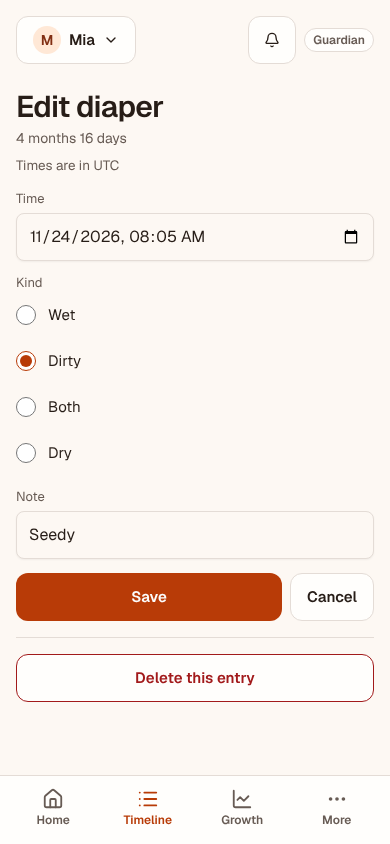 M Mia Guardian
Edit diaper
4 months 16 days
Times are in UTC
Time
11/24/2026, 08:05 AM
Kind
Wet
Dirty
Both
Dry
Note
Seedy
Save Cancel
Delete this entry
Home Timeline Growth More